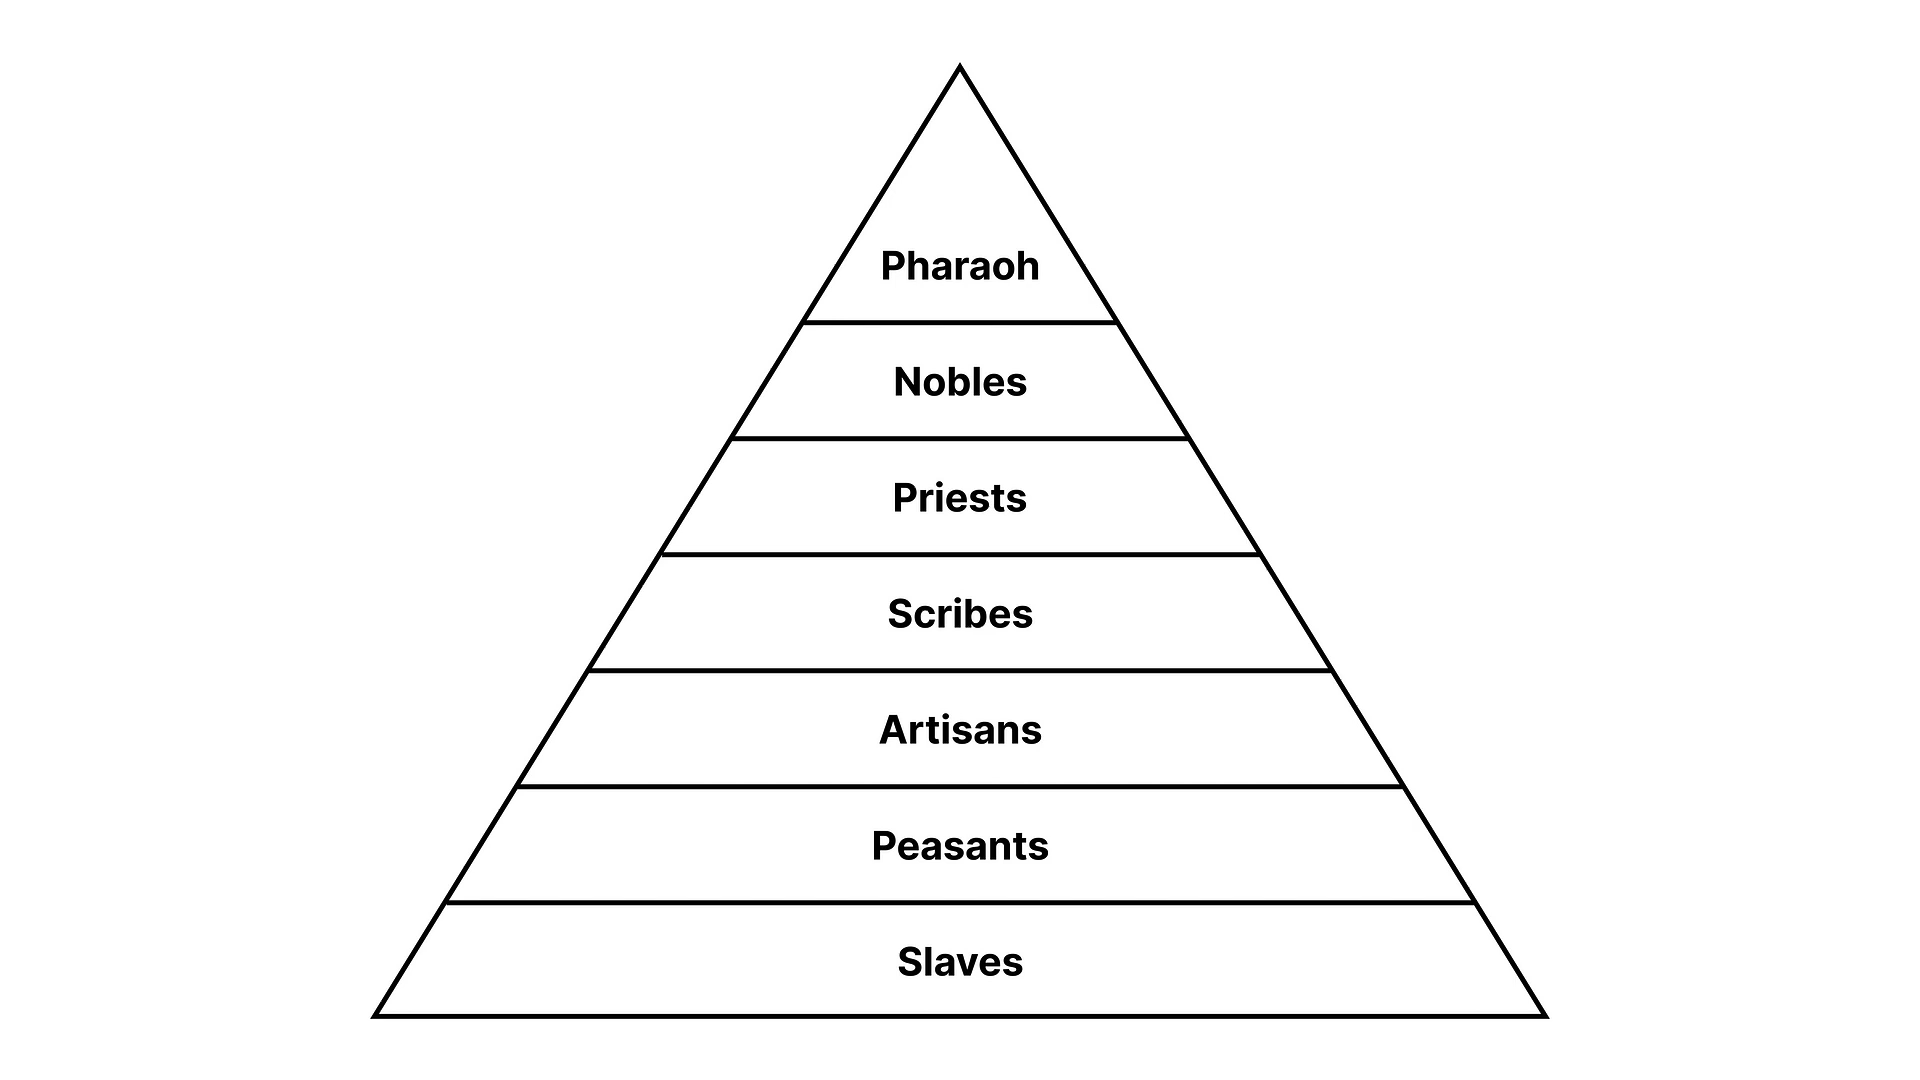 Pharaoh
Nobles
Priests
Scribes
Artisans
Peasants
Slaves